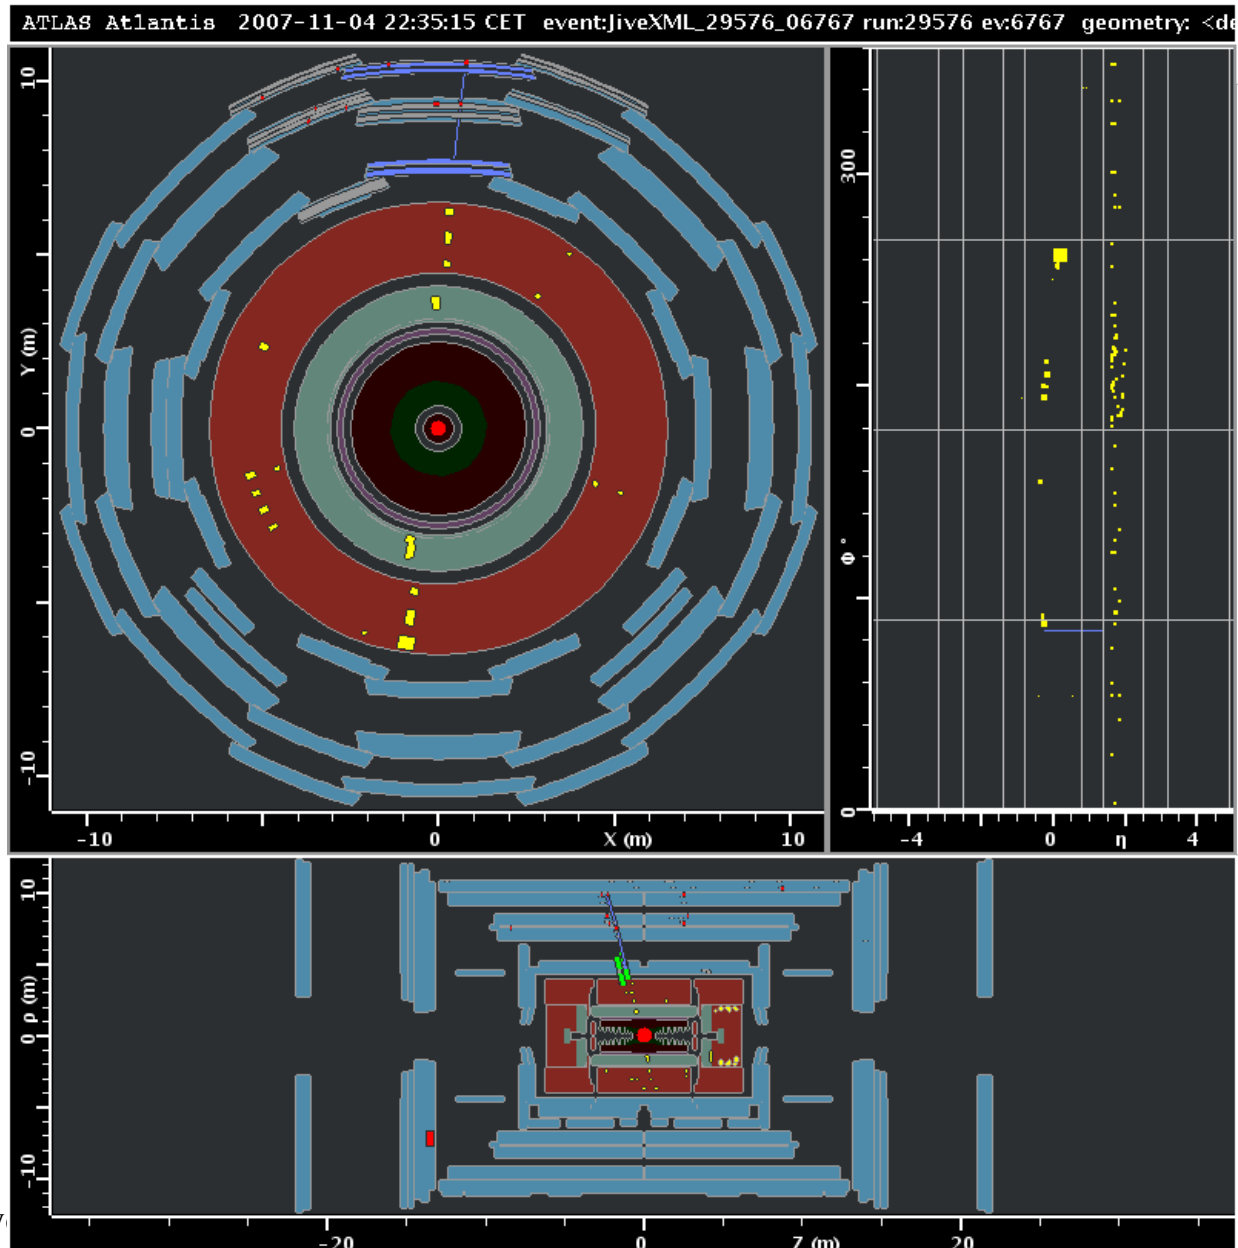 ATLAS Atlantis 2007-11-04 22:35:15 CET event:JiveXML_29576_06767 run:29576 ev:6767 geometry: <de
10
Y (m)
0
-10
-10 0 X (m) 10
300
Φ °
0
-4 0 η 4
10
ρ (m)
0
-10
-20 0 Z (m) 20